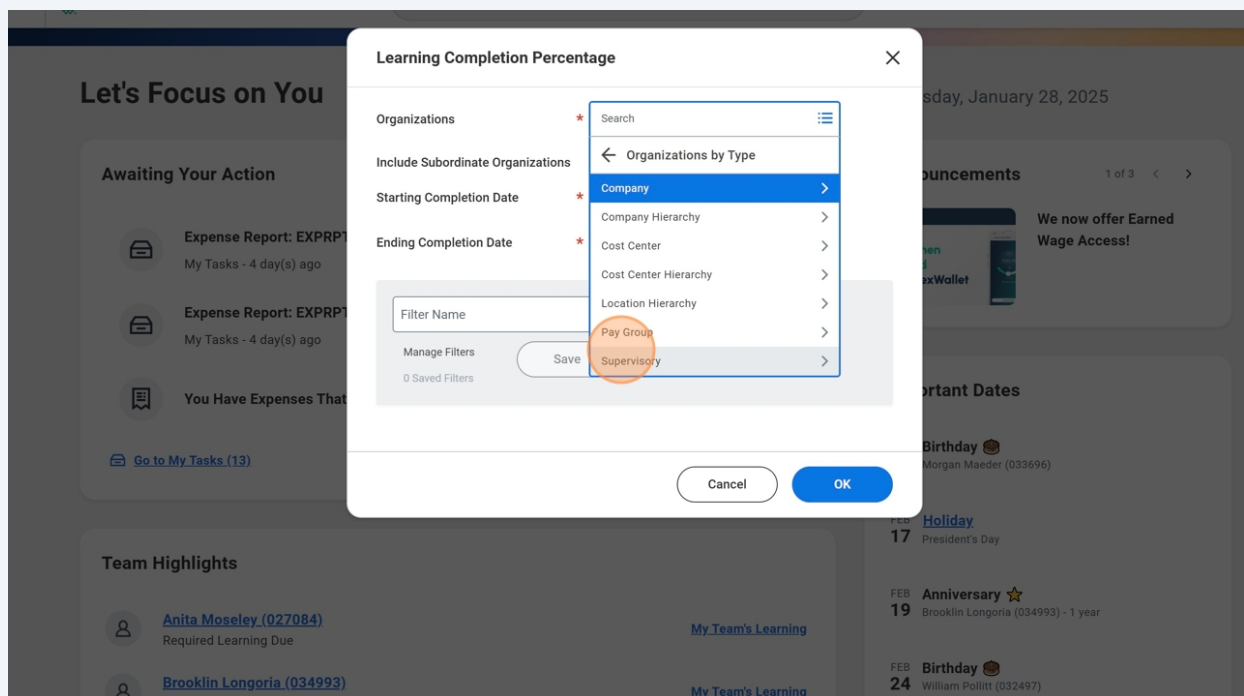 Learning Completion Percentage
Let's Focus on You
sday, January 28, 2025
Organizations *
Search
Include Subordinate Organizations
Organizations by Type
Starting Completion Date *
Company
Company Hierarchy
Ending Completion Date *
Cost Center
Cost Center Hierarchy
Location Hierarchy
Pay Group
Supervisory
Filter Name
Manage Filters
Save
0 Saved Filters
Cancel
OK
Awaiting Your Action
Expense Report: EXPRPT
My Tasks - 4 day(s) ago
Expense Report: EXPRPT
My Tasks - 4 day(s) ago
You Have Expenses That
Go to My Tasks (13)
ouncements
1 of 3
We now offer Earned
Wage Access!
exWallet
ortant Dates
Birthday
Morgan Maeder (033696)
FEB
17
Holiday
President's Day
FEB
19
Anniversary
Brooklin Longoria (034993) - 1 year
FEB
24
Birthday
William Pollitt (032497)
Team Highlights
Anita Moseley (027084)
Required Learning Due
My Team's Learning
Brooklin Longoria (034993)
My Team's Learning